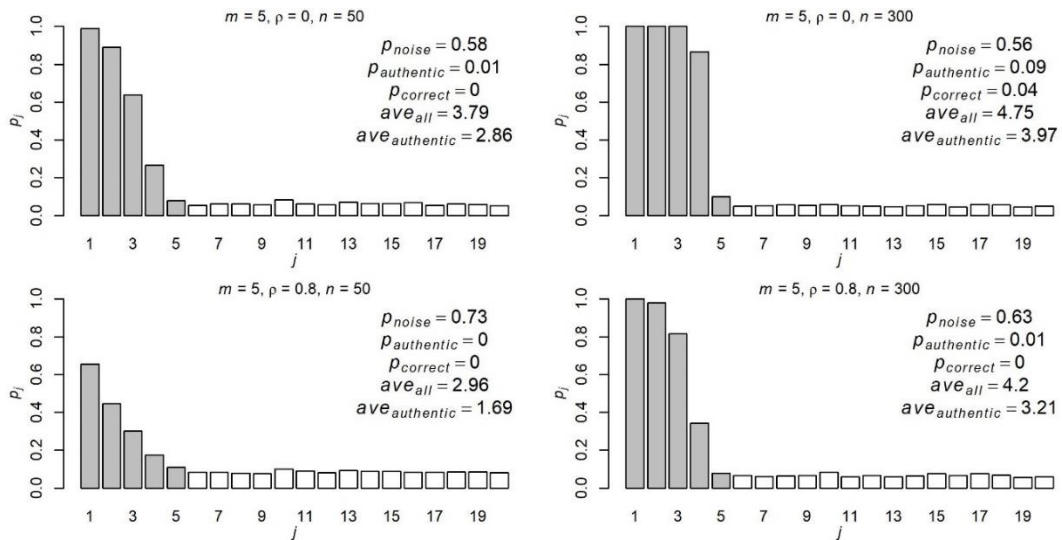 m = 5, ρ = 0, n = 50
p_noise = 0.58
p_authentic = 0.01
p_correct = 0
ave_all = 3.79
ave_authentic = 2.86
p_j
0.0 0.2 0.4 0.6 0.8 1.0
1 3 5 7 9 11 13 15 17 19
j
m = 5, ρ = 0, n = 300
p_noise = 0.56
p_authentic = 0.09
p_correct = 0.04
ave_all = 4.75
ave_authentic = 3.97
p_j
0.0 0.2 0.4 0.6 0.8 1.0
1 3 5 7 9 11 13 15 17 19
j
m = 5, ρ = 0.8, n = 50
p_noise = 0.73
p_authentic = 0
p_correct = 0
ave_all = 2.96
ave_authentic = 1.69
p_j
0.0 0.2 0.4 0.6 0.8 1.0
1 3 5 7 9 11 13 15 17 19
j
m = 5, ρ = 0.8, n = 300
p_noise = 0.63
p_authentic = 0.01
p_correct = 0
ave_all = 4.2
ave_authentic = 3.21
p_j
0.0 0.2 0.4 0.6 0.8 1.0
1 3 5 7 9 11 13 15 17 19
j